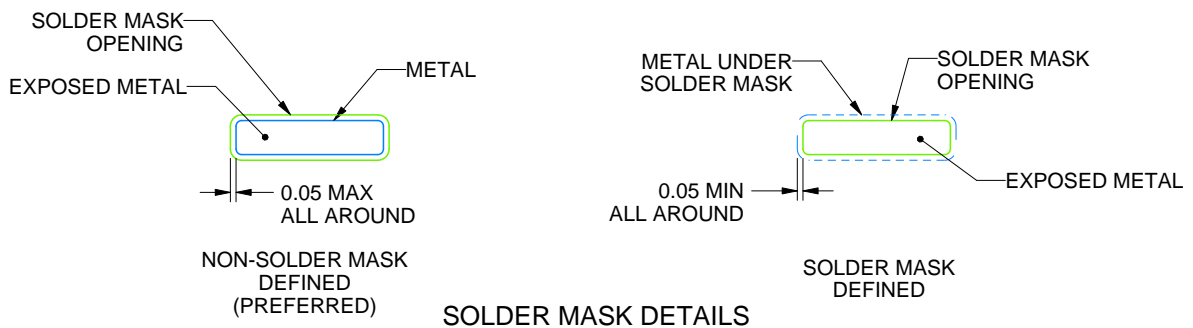 SOLDER MASK
OPENING
EXPOSED METAL
METAL
0.05 MAX
ALL AROUND
NON-SOLDER MASK
DEFINED
(PREFERRED)
METAL UNDER
SOLDER MASK
SOLDER MASK
OPENING
EXPOSED METAL
0.05 MIN
ALL AROUND
SOLDER MASK
DEFINED
SOLDER MASK DETAILS